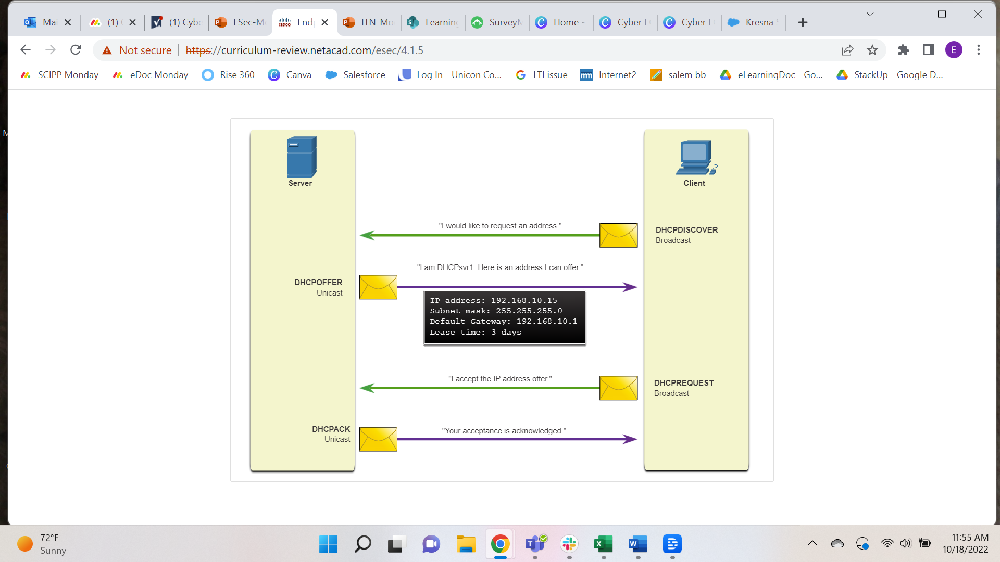 Mai
(1)
(1) Cybe
ESec-M
End
ITN_Mo
Learning
SurveyM
Home -
Cyber E
Cyber E
Kresna S
Not secure
https://curriculum-review.netacad.com/esec/4.1.5
E
SCIPP Monday
eDoc Monday
Rise 360
Canva
Salesforce
Log In - Unicon Co...
LTI issue
Internet2
salem bb
eLearningDoc - Go...
StackUp - Google D...
Server
Client
"I would like to request an address."
DHCPDISCOVER
Broadcast
"I am DHCPsvr1. Here is an address I can offer."
DHCPOFFER
Unicast
IP address: 192.168.10.15
Subnet mask: 255.255.255.0
Default Gateway: 192.168.10.1
Lease time: 3 days
"I accept the IP address offer."
DHCPREQUEST
Broadcast
DHCPACK
Unicast
"Your acceptance is acknowledged."
72°F
Sunny
11:55 AM
10/18/2022